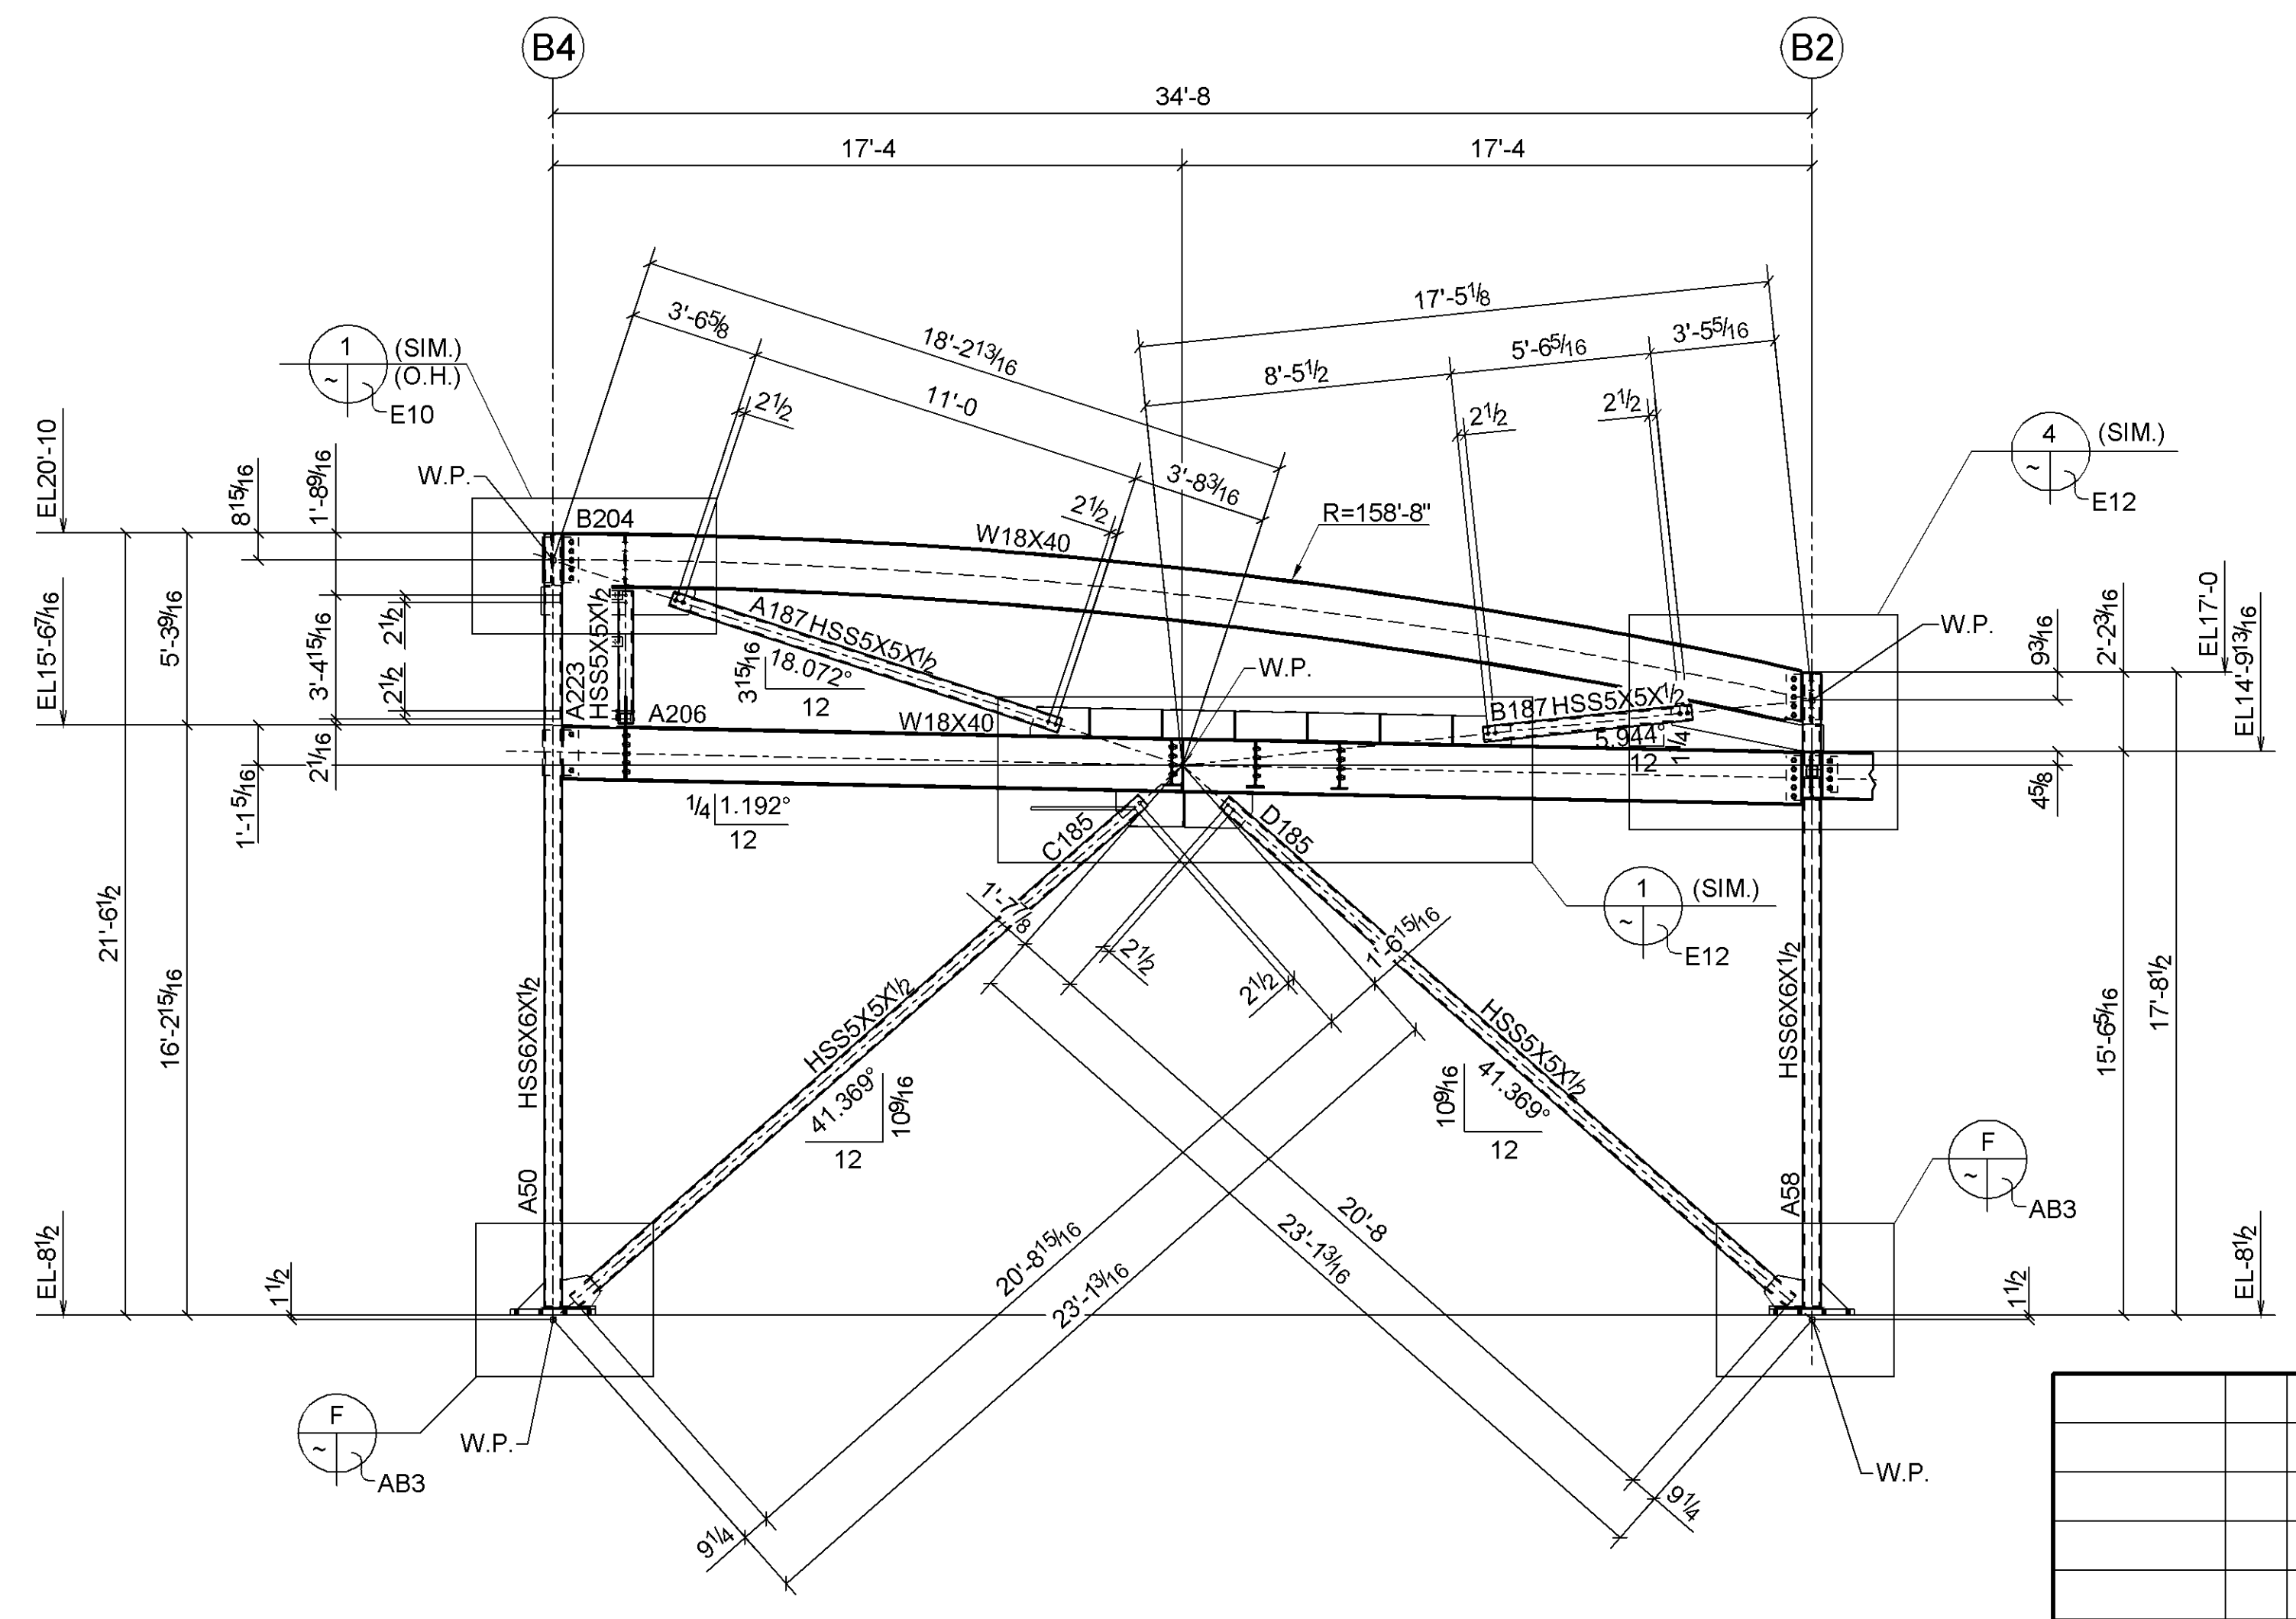 B4
B2
34'-8
17'-4
17'-4
17'-5 1/8
3'-6 5/8
18'-2 13/16
11'-0
3'-8 3/16
2 1/2
2 1/2
8'-5 1/2
5'-6 5/16
3'-5 5/16
2 1/2
2 1/2
1
~
(SIM.)
(O.H.)
E10
4
~
(SIM.)
E12
W.P.
B204
W18X40
R=158'-8"
W.P.
W.P.
EL20'-10
8 15/16
1'-8 9/16
EL15'-6 7/16
5'-3 9/16
3'-4 15/16
2 1/2
2 1/2
2 1/16
1'-1 5/16
A223
HSS5X5X1/2
A206
A187 HSS5X5X1/2
18.072°
3 15/16
12
W18X40
B187 HSS5X5X1/2
5.944°
1 1/4
12
9 3/16
2'-2 3/16
EL17'-0
EL14'-9 13/16
4 5/8
1/4
1.192°
12
C185
D185
1'-7 7/8
2 1/2
2 1/2
1'-6 15/16
1
~
(SIM.)
E12
21'-6 1/2
16'-2 15/16
HSS6X6X1/2
A50
HSS5X5X1/2
41.369°
10 9/16
12
HSS5X5X1/2
41.369°
10 9/16
12
HSS6X6X1/2
A58
15'-6 5/16
17'-8 1/2
F
~
AB3
EL-8 1/2
1 1/2
20'-8 15/16
23'-1 3/16
20'-8
23'-1 3/16
EL-8 1/2
1 1/2
F
~
AB3
W.P.
9 1/4
9 1/4
W.P.